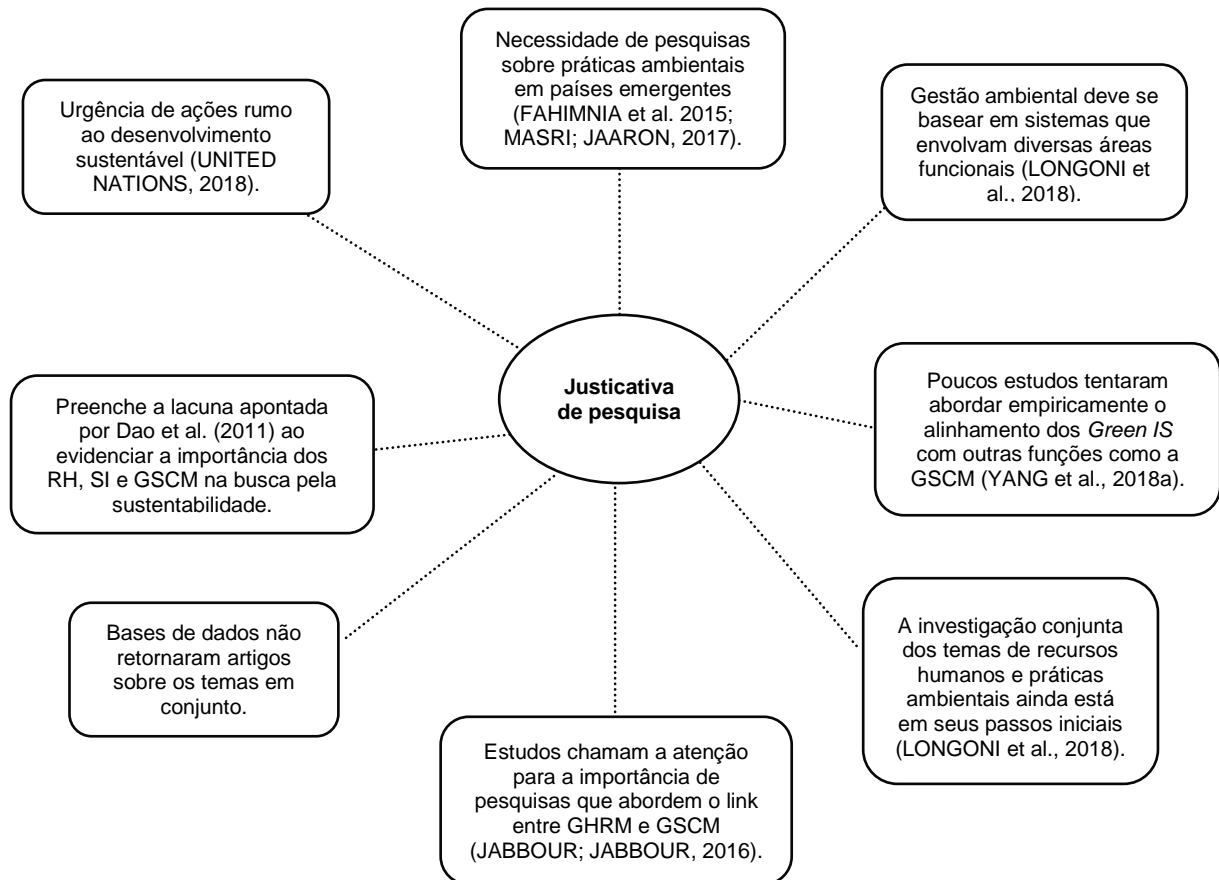 Necessidade de pesquisas
sobre práticas ambientais
em países emergentes
(FAHIMNIA et al. 2015;
MASRI; JAARON, 2017).
Urgência de ações rumo
ao desenvolvimento
sustentável (UNITED
NATIONS, 2018).
Gestão ambiental deve se
basear em sistemas que
envolvam diversas áreas
funcionais (LONGONI et
al., 2018).
Justicativa
de pesquisa
Preenche a lacuna apontada
por Dao et al. (2011) ao
evidenciar a importância dos
RH, SI e GSCM na busca pela
sustentabilidade.
Poucos estudos tentaram
abordar empiricamente o
alinhamento dos Green IS
com outras funções como a
GSCM (YANG et al., 2018a).
Bases de dados não
retornaram artigos
sobre os temas em
conjunto.
A investigação conjunta
dos temas de recursos
humanos e práticas
ambientais ainda está
em seus passos iniciais
(LONGONI et al., 2018).
Estudos chamam a atenção
para a importância de
pesquisas que abordem o link
entre GHRM e GSCM
(JABBOUR; JABBOUR, 2016).